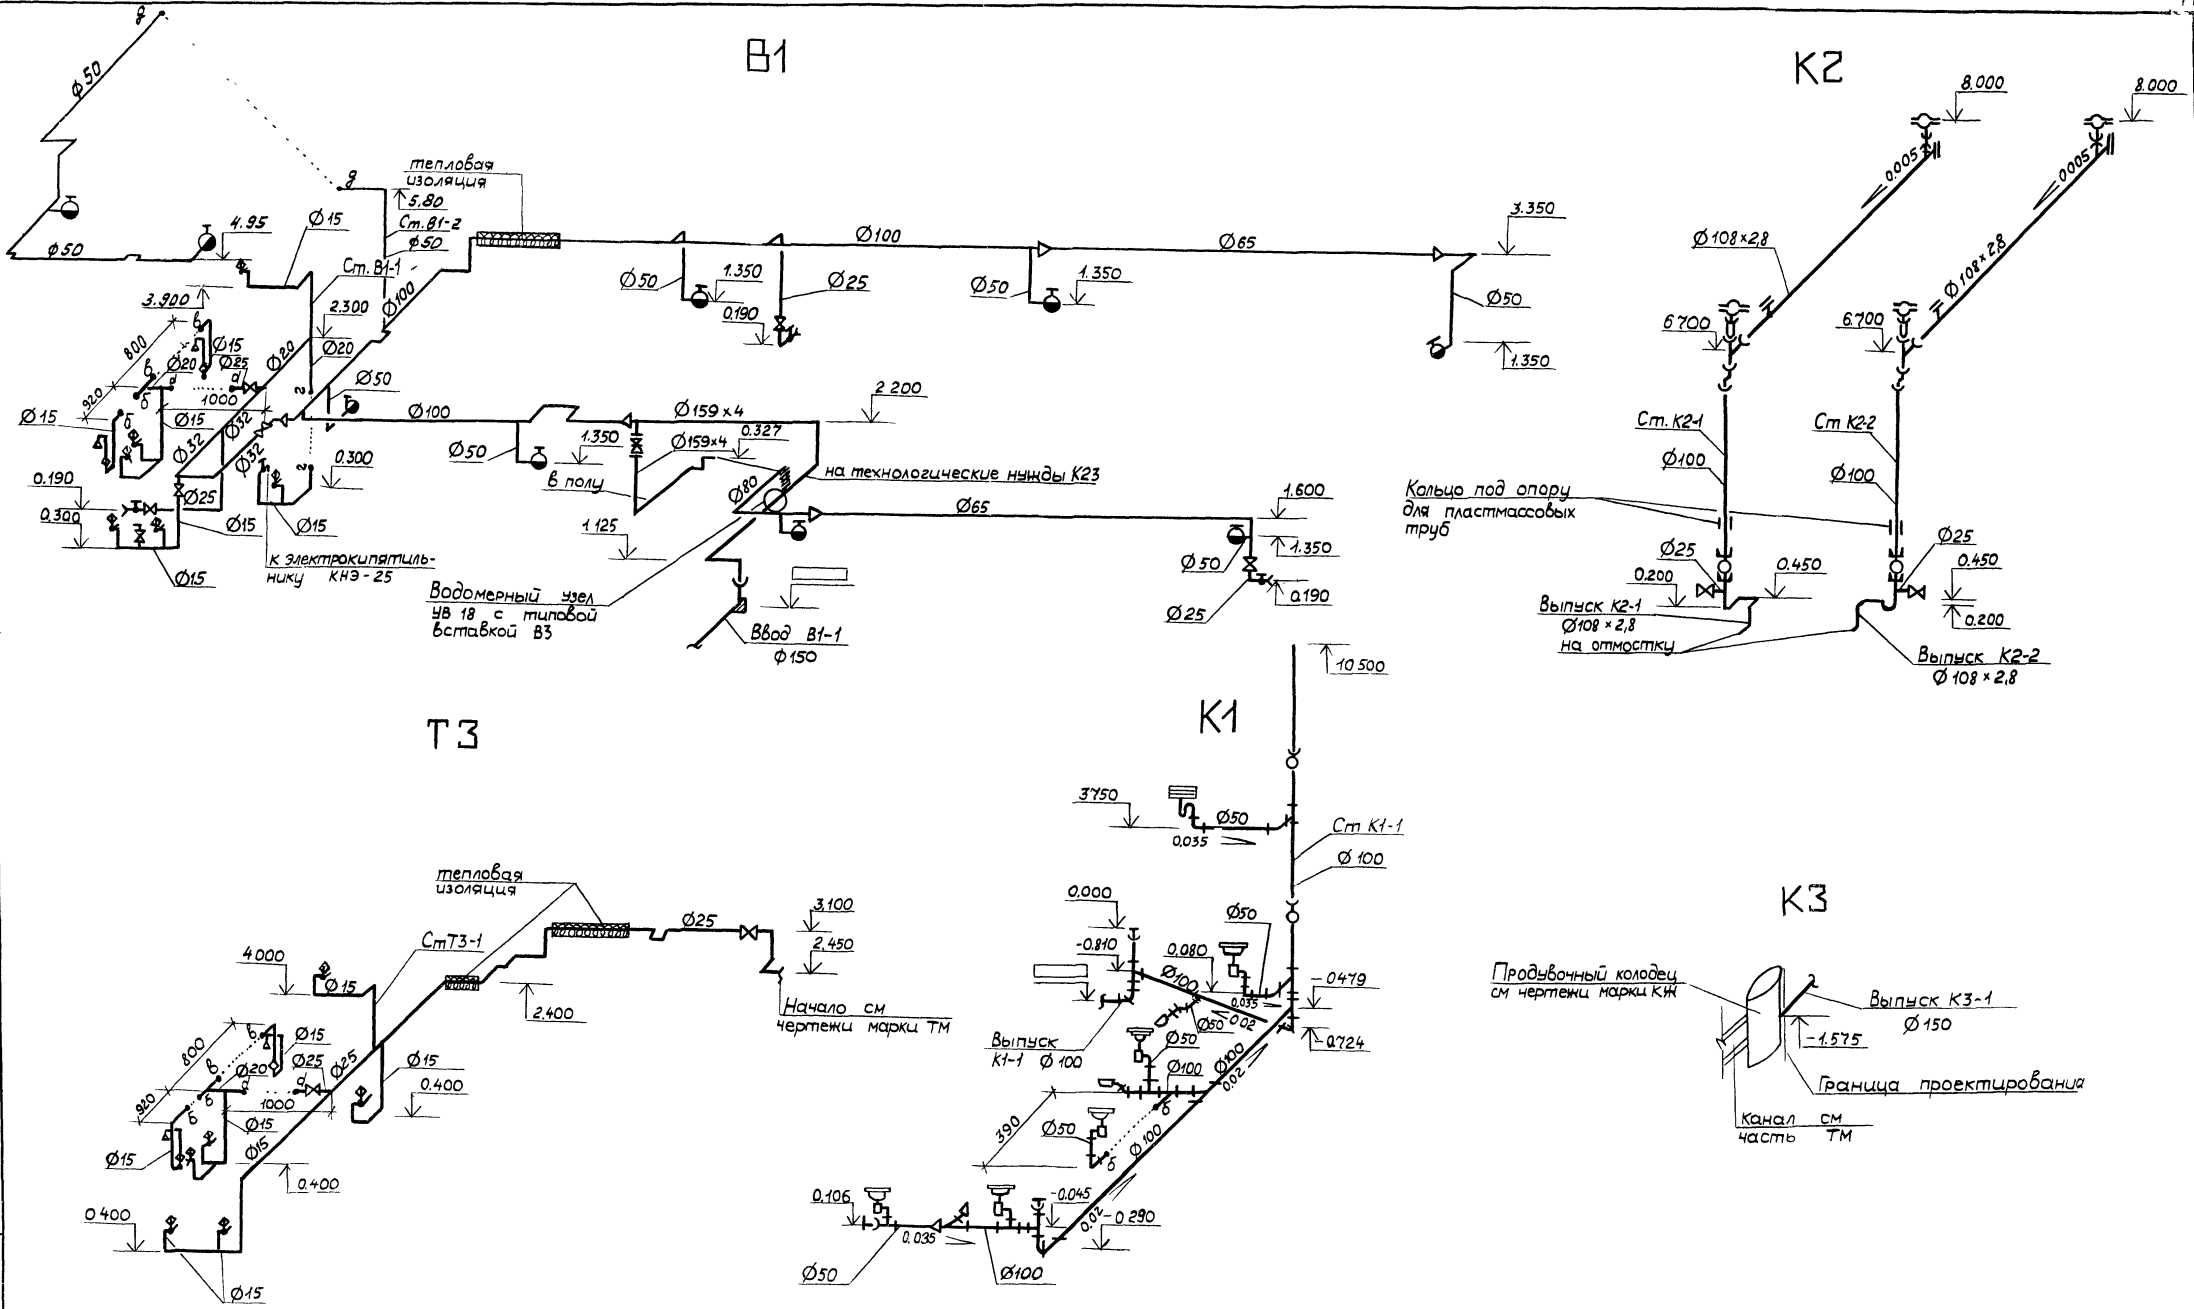 В1
д
Ø50
Ø50
4.95
Ø15
д
5,80
Ст. В1-2
Ø50
тепловая
изоляция
Ст. В1-1
3.900
2.300
Ø100
Ø100
Ø65
3.350
Ø50
1.350
0.190
Ø25
Ø50
1.350
Ø50
1.350
800
920
в
Ø15
Ø20
Ø25
Ø20
Ø20
в
а
а
б
г
Ø50
1000
Ø15
б
Ø15
Ø32
Ø32
Ø32
Ø100
Ø50
1.350
Ø159×4
2 200
Ø159×4
0.327
в полу
на технологические нужды К23
г
0.300
0.190
Ø25
0.300
Ø15
Ø15
Ø15
к электрокипятиль-
нику КНЭ-25
Ø80
Ø65
1.600
1.350
Ø50
0.190
Ø25
1.125
Водомерный узел
УВ 18 с типовой
вставкой В3
Ввод В1-1
Ø150
К2
8.000
8.000
0.005
0.005
Ø108×2,8
Ø108×2,8
6.700
6.700
Ст. К2-1
Ст К2-2
Ø100
Ø100
Кольцо под опору
для пластмассовых
труб
Ø25
Ø25
0.200
0.450
0.450
0.200
Выпуск К2-1
Ø108×2,8
на отмостку
Выпуск К2-2
Ø108×2,8
Т3
тепловая
изоляция
Ø25
3,100
2.450
Начало см
чертежи марки ТМ
Ст Т3-1
4000
Ø15
2.400
800
920
в
Ø15
в
Ø20
Ø25
Ø25
а
а
б
б
1000
Ø15
Ø15
0.400
Ø15
Ø15
0.400
0 400
Ø15
К1
10.500
3750
Ø50
0,035
Ст К1-1
Ø100
0.000
-0.810
0.080
Ø50
Ø100
0,035
-0479
0.02
-0.724
Ø50
Выпуск
К1-1 Ø100
Ø50
Ø100
Ø100
0.02
390
б
Ø50
б
Ø100
0.106
-0.045
0.02
-0 290
0.035
Ø50
Ø100
К3
Продувочный колодец
см чертежи марки КЖ
Выпуск К3-1
Ø150
-1.575
Граница проектирования
канал см
часть ТМ